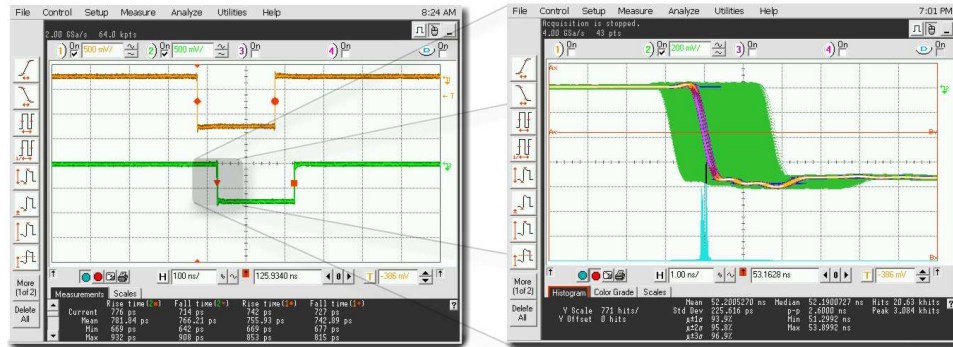 File Control Setup Measure Analyze Utilities Help 8:24 AM
2.00 GSa/s 64.0 kpts
1) On 500 mV/ 2) On 500 mV/ 3) On 4) On On
T
More
(1of 2)
Delete
All
H 100 ns/ 125.9340 ns 0 T -386 mV
Measurements Scales
Rise time(2) Fall time(2) Rise time(1) Fall time(1)
Current 776 ps 714 ps 742 ps 727 ps
Mean 781.84 ps 766.21 ps 755.93 ps 742.89 ps
Min 669 ps 642 ps 669 ps 677 ps
Max 932 ps 908 ps 853 ps 815 ps
File Control Setup Measure Analyze Utilities Help 7:01 PM
Acquisition is stopped.
4.00 GSa/s 43 pts
1) On 2) On 200 mV/ 3) On 4) On On
More
(1of 2)
Delete
All
H 1.00 ns/ 53.1628 ns 0 T -386 mV
Histogram Color Grade Scales
Mean 52.2005270 ns Median 52.1900727 ns Hits 20.63 khits
Y Scale 771 hits/ Std Dev 225.616 ps p-p 2.6000 ns Peak 3.084 khits
Y Offset 0 hits µ±1σ 93.9% Min 51.2992 ns
µ±2σ 95.8% Max 53.8992 ns
µ±3σ 96.9%